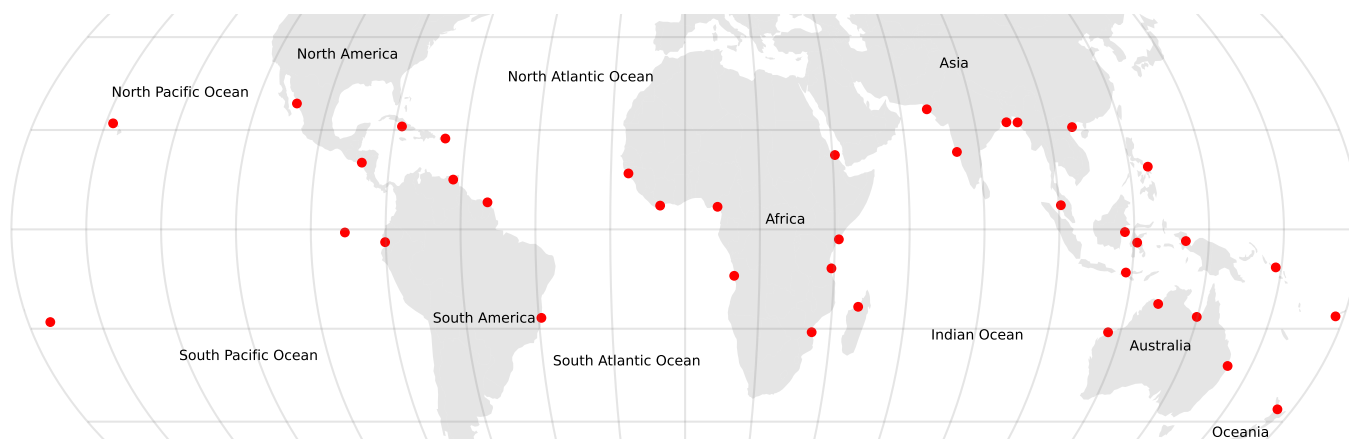 North America
Asia
North Atlantic Ocean
North Pacific Ocean
Africa
South America
Indian Ocean
Australia
South Pacific Ocean
South Atlantic Ocean
Oceania